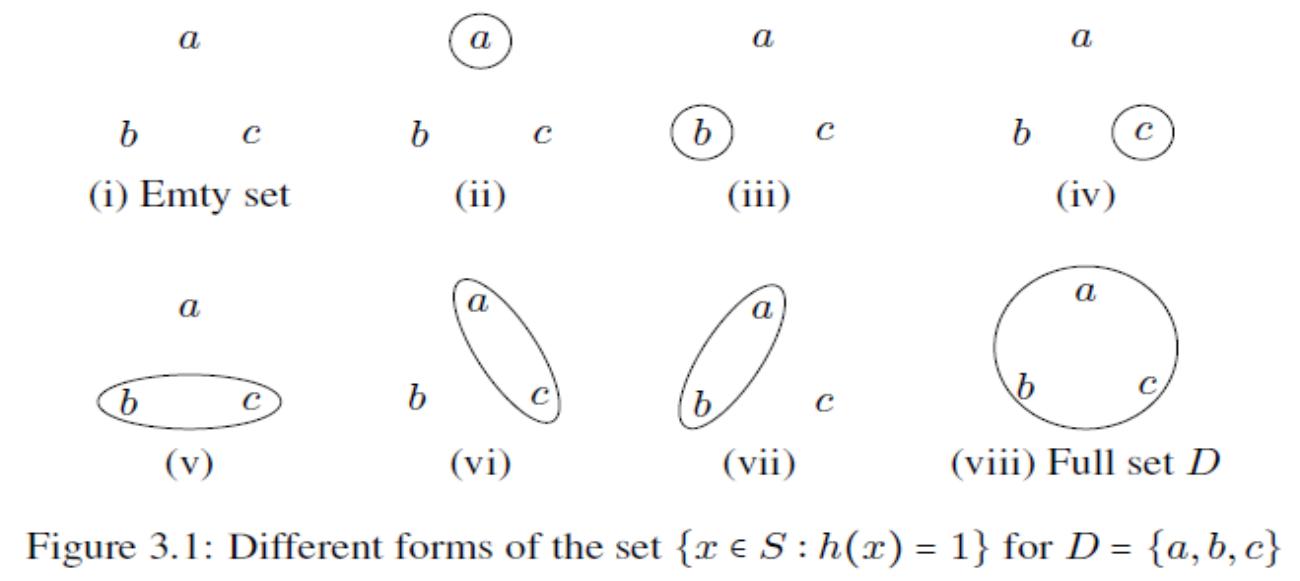 a a a a
b c b c b c b c
(i) Emty set (ii) (iii) (iv)
a a a a
b c b c b c b c
(v) (vi) (vii) (viii) Full set D
Figure 3.1: Different forms of the set {x ∈ S : h(x) = 1} for D = {a, b, c}